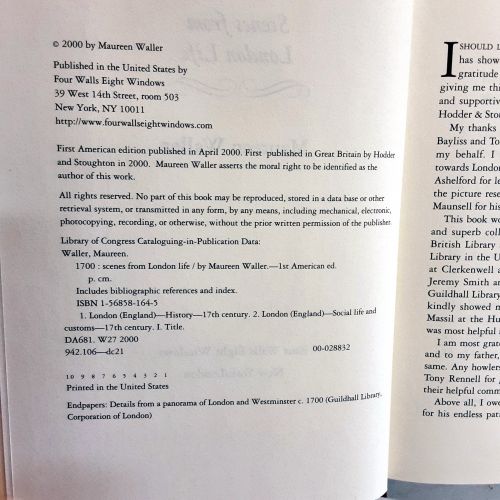 © 2000 by Maureen Waller
Published in the United States by
Four Walls Eight Windows
39 West 14th Street, room 503
New York, NY 10011
http://www.fourwallseightwindows.com
First American edition published in April 2000. First published in Great Britain by Hodder
and Stoughton in 2000. Maureen Waller asserts the moral right to be identified as the
author of this work.
All rights reserved. No part of this book may be reproduced, stored in a data base or other
retrieval system, or transmitted in any form, by any means, including mechanical, electronic,
photocopying, recording, or otherwise, without the prior written permission of the publisher.
Library of Congress Cataloguing-in-Publication Data:
Waller, Maureen.
1700 : scenes from London life / by Maureen Waller.—1st American ed.
p. cm.
Includes bibliographic references and index.
ISBN 1-56858-164-5
1. London (England)—History—17th century. 2. London (England)—Social life and
customs—17th century. I. Title.
DA681. W27 2000
942.106—dc21 00-028832
10 9 8 7 6 5 4 3 2 1
Printed in the United States
Endpapers: Details from a panorama of London and Westminster c. 1700 (Guildhall Library,
Corporation of London)
I SHOULD L
has show
gratitude
giving me thi
and supportiv
Hodder & Stou
My thanks
Bayliss and To
my behalf. I
towards London
Ashelford for le
the picture rese
Maunsell for his
This book wo
and superb coll
British Library
Library in the U
at Clerkenwell a
Jeremy Smith an
Guildhall Library
kindly showed m
Massil at the Hu
was most helpful
I am most grate
and to my father,
same. Any howlers
Tony Rennell for
their helpful comm
Above all, I owe
for his endless pat